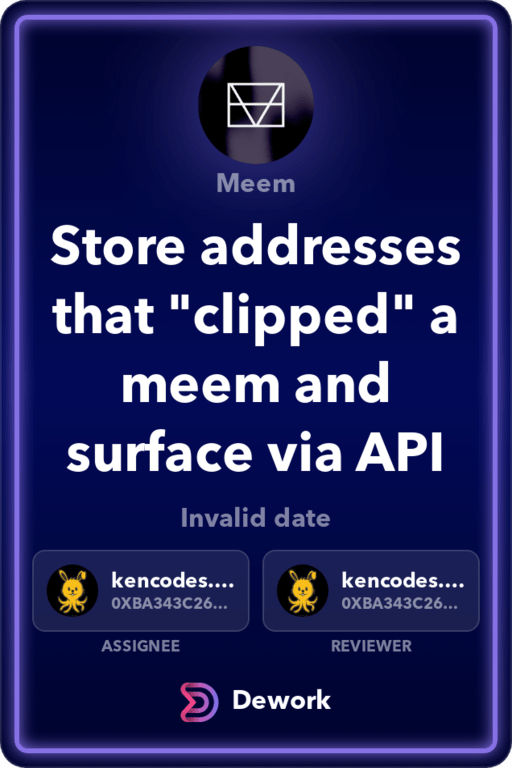 Meem
Store addresses
that "clipped" a
meem and
surface via API
Invalid date
kencodes....
0XBA343C26...
ASSIGNEE
kencodes....
0XBA343C26...
REVIEWER
Dework